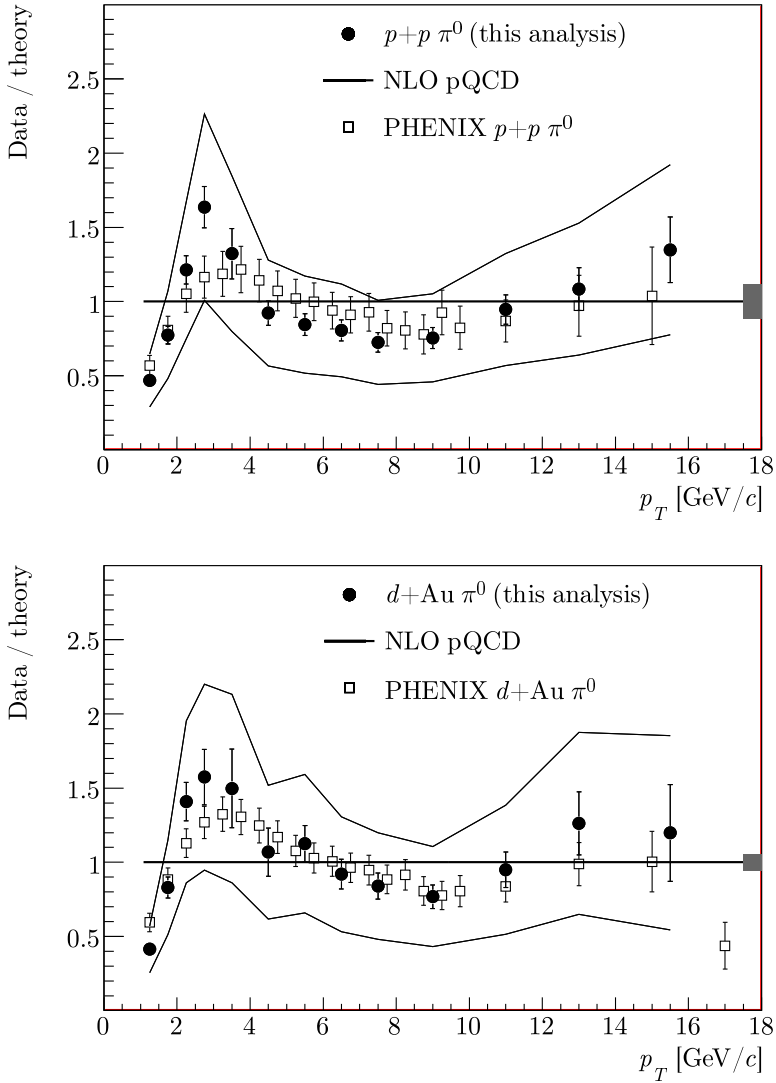 Data / theory
p+p π⁰ (this analysis)
NLO pQCD
PHENIX p+p π⁰
2.5
2
1.5
1
0.5
0 2 4 6 8 10 12 14 16 18
p_T [GeV/c]
Data / theory
d+Au π⁰ (this analysis)
NLO pQCD
PHENIX d+Au π⁰
2.5
2
1.5
1
0.5
0 2 4 6 8 10 12 14 16 18
p_T [GeV/c]